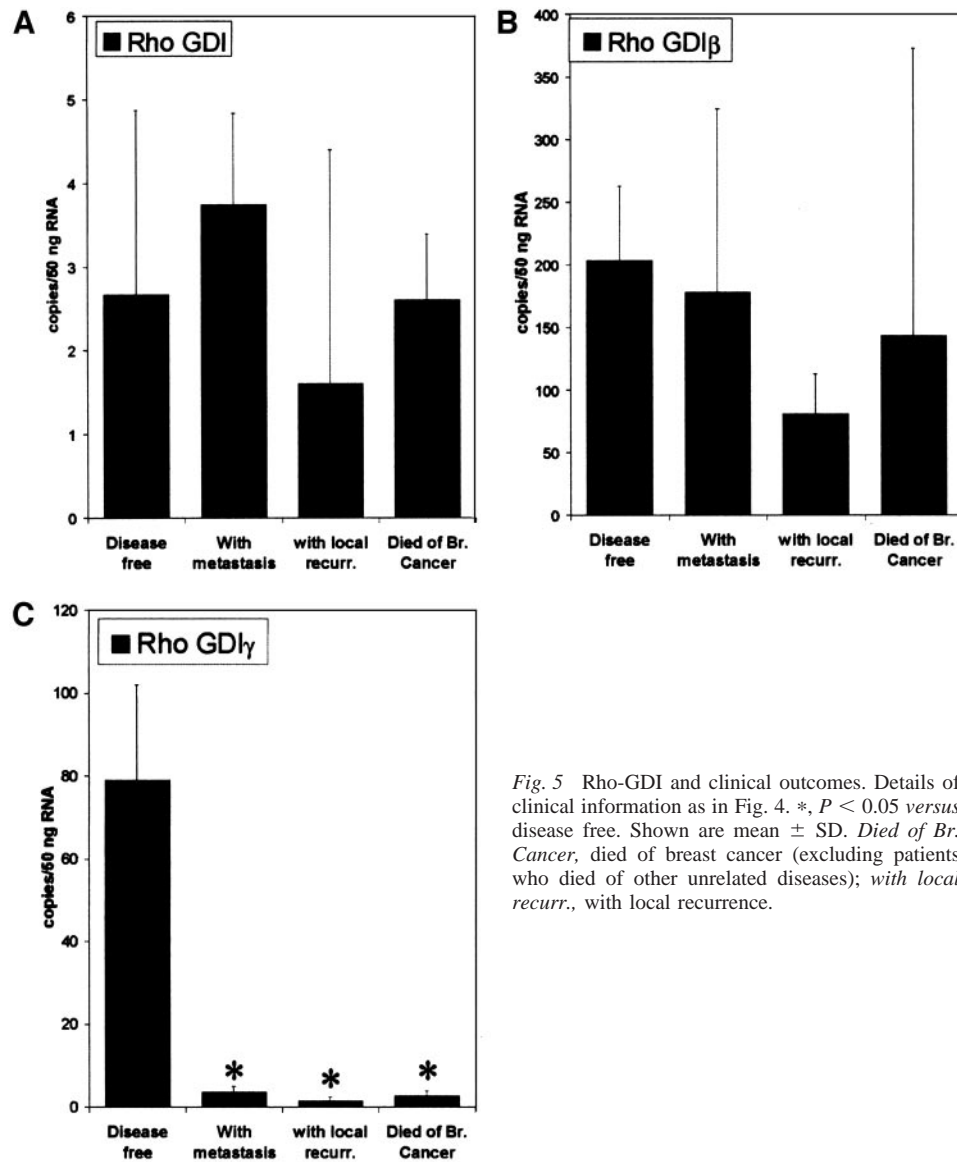 A
Rho GDI
copies/50 ng RNA
6
5
4
3
2
1
0
Disease free
With metastasis
with local recurr.
Died of Br. Cancer
B
Rho GDIβ
copies/50 ng RNA
400
350
300
250
200
150
100
50
0
Disease free
With metastasis
with local recurr.
Died of Br. Cancer
C
Rho GDIγ
copies/50 ng RNA
120
100
80
60
40
20
0
*
*
*
Disease free
With metastasis
with local recurr.
Died of Br. Cancer
Fig. 5 Rho-GDI and clinical outcomes. Details of
clinical information as in Fig. 4. *, P < 0.05 versus
disease free. Shown are mean ± SD. Died of Br.
Cancer, died of breast cancer (excluding patients
who died of other unrelated diseases); with local
recurr., with local recurrence.